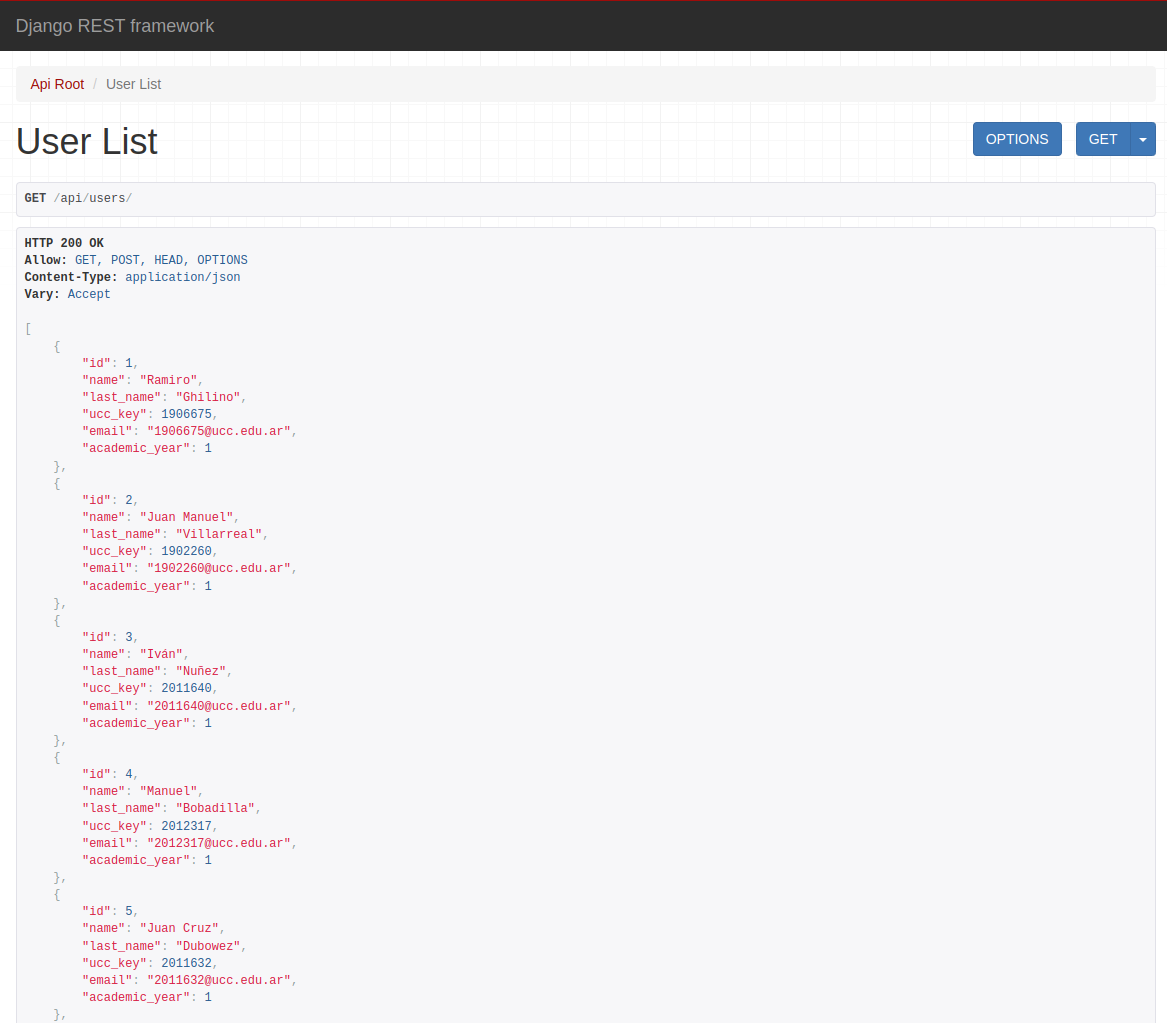 Django REST framework
Api Root / User List
User List
OPTIONS GET
GET /api/users/
HTTP 200 OK
Allow: GET, POST, HEAD, OPTIONS
Content-Type: application/json
Vary: Accept
[
    {
        "id": 1,
        "name": "Ramiro",
        "last_name": "Ghilino",
        "ucc_key": 1906675,
        "email": "1906675@ucc.edu.ar",
        "academic_year": 1
    },
    {
        "id": 2,
        "name": "Juan Manuel",
        "last_name": "Villarreal",
        "ucc_key": 1902260,
        "email": "1902260@ucc.edu.ar",
        "academic_year": 1
    },
    {
        "id": 3,
        "name": "Iván",
        "last_name": "Nuñez",
        "ucc_key": 2011640,
        "email": "2011640@ucc.edu.ar",
        "academic_year": 1
    },
    {
        "id": 4,
        "name": "Manuel",
        "last_name": "Bobadilla",
        "ucc_key": 2012317,
        "email": "2012317@ucc.edu.ar",
        "academic_year": 1
    },
    {
        "id": 5,
        "name": "Juan Cruz",
        "last_name": "Dubowez",
        "ucc_key": 2011632,
        "email": "2011632@ucc.edu.ar",
        "academic_year": 1
    },